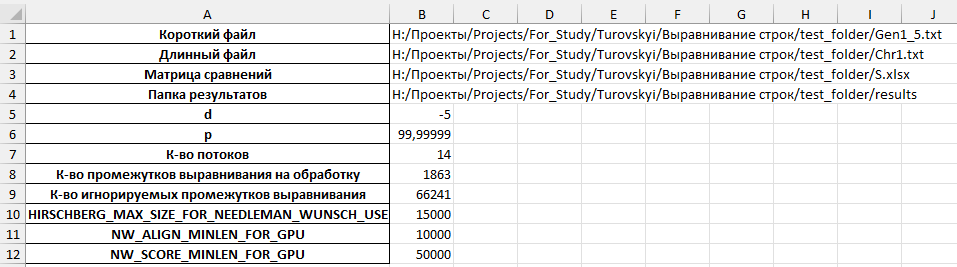 A B C D E F G H I J
1 Короткий файл H:/Проекты/Projects/For_Study/Turovskyi/Выравнивание строк/test_folder/Gen1_5.txt
2 Длинный файл H:/Проекты/Projects/For_Study/Turovskyi/Выравнивание строк/test_folder/Chr1.txt
3 Матрица сравнений H:/Проекты/Projects/For_Study/Turovskyi/Выравнивание строк/test_folder/S.xlsx
4 Папка результатов H:/Проекты/Projects/For_Study/Turovskyi/Выравнивание строк/test_folder/results
5 d -5
6 p 99,99999
7 К-во потоков 14
8 К-во промежутков выравнивания на обработку 1863
9 К-во игнорируемых промежутков выравнивания 66241
10 HIRSCHBERG_MAX_SIZE_FOR_NEEDLEMAN_WUNSCH_USE 15000
11 NW_ALIGN_MINLEN_FOR_GPU 10000
12 NW_SCORE_MINLEN_FOR_GPU 50000